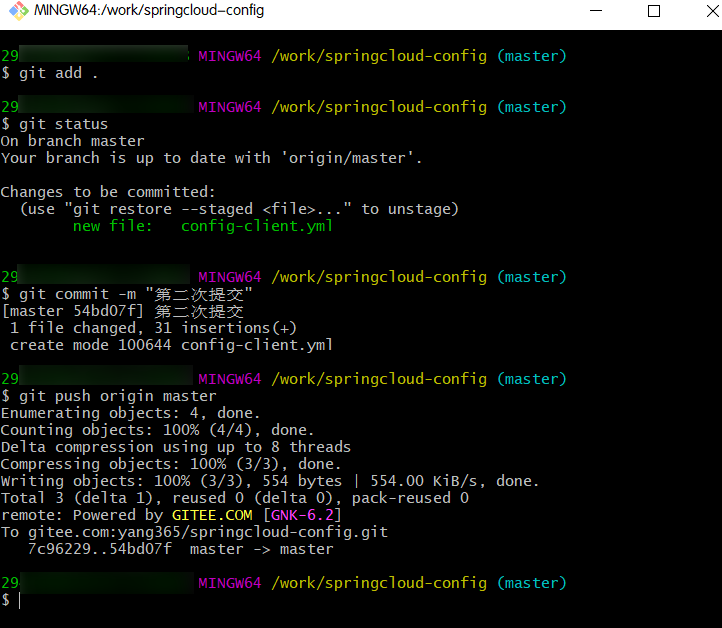 MINGW64:/work/springcloud-config
29 MINGW64 /work/springcloud-config (master)
$ git add .
29 MINGW64 /work/springcloud-config (master)
$ git status
On branch master
Your branch is up to date with 'origin/master'.
Changes to be committed:
(use "git restore --staged <file>..." to unstage)
new file: config-client.yml
29 MINGW64 /work/springcloud-config (master)
$ git commit -m "第二次提交"
[master 54bd07f] 第二次提交
1 file changed, 31 insertions(+)
create mode 100644 config-client.yml
29 MINGW64 /work/springcloud-config (master)
$ git push origin master
Enumerating objects: 4, done.
Counting objects: 100% (4/4), done.
Delta compression using up to 8 threads
Compressing objects: 100% (3/3), done.
Writing objects: 100% (3/3), 554 bytes | 554.00 KiB/s, done.
Total 3 (delta 1), reused 0 (delta 0), pack-reused 0
remote: Powered by GITEE.COM [GNK-6.2]
To gitee.com:yang365/springcloud-config.git
7c96229..54bd07f master -> master
29 MINGW64 /work/springcloud-config (master)
$